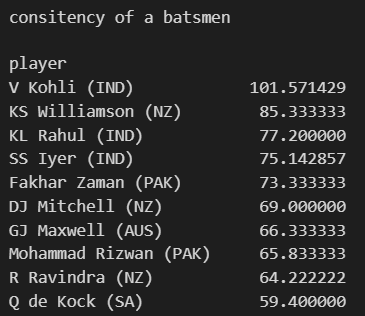 consitency of a batsmen
player
V Kohli (IND) 101.571429
KS Williamson (NZ) 85.333333
KL Rahul (IND) 77.200000
SS Iyer (IND) 75.142857
Fakhar Zaman (PAK) 73.333333
DJ Mitchell (NZ) 69.000000
GJ Maxwell (AUS) 66.333333
Mohammad Rizwan (PAK) 65.833333
R Ravindra (NZ) 64.222222
Q de Kock (SA) 59.400000